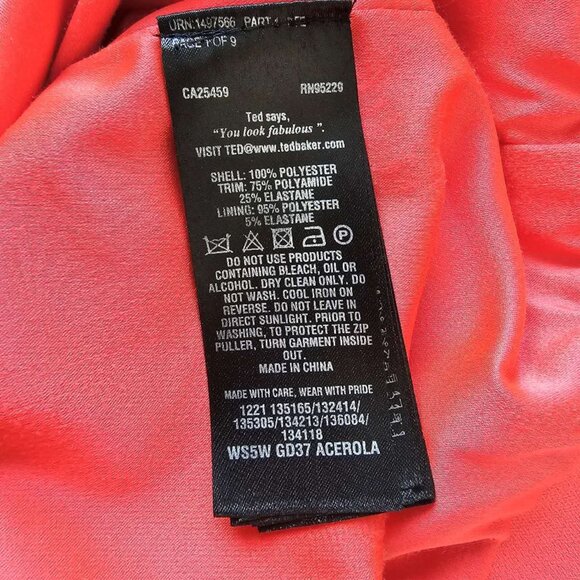 URN:1497566 PART
PAGE 1 OF 9
CA25459 RN95229
Ted says,
"You look fabulous".
VISIT TED@www.tedbaker.com
SHELL: 100% POLYESTER
TRIM: 75% POLYAMIDE
25% ELASTANE
LINING: 95% POLYESTER
5% ELASTANE
P
DO NOT USE PRODUCTS
CONTAINING BLEACH, OIL OR
ALCOHOL. DRY CLEAN ONLY. DO
NOT WASH. COOL IRON ON
REVERSE. DO NOT LEAVE IN
DIRECT SUNLIGHT. PRIOR TO
WASHING, TO PROTECT THE ZIP
PULLER, TURN GARMENT INSIDE
OUT.
MADE IN CHINA
MADE WITH CARE, WEAR WITH PRIDE
1221 135165/132414/
135305/134213/136084/
134118
WS5W GD37 ACEROLA